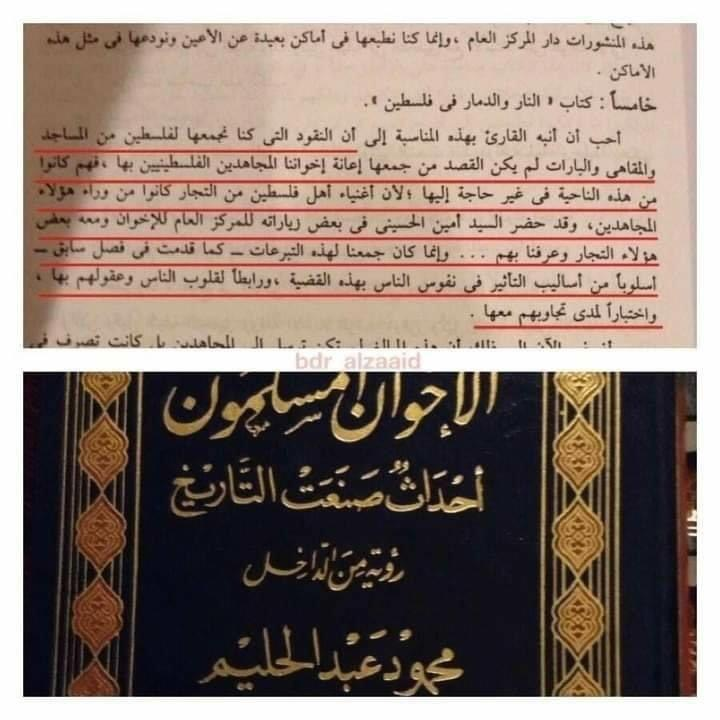 هذه المنشورات دار المركز العام ، وإنما كنا نطبعها فى أماكن بعيدة عن الأعين ونودعها فى مثل هذه
الأماكن .
خامساً : كتاب « النار والدمار فى فلسطين » .
أحب أن أنبه القارئ بهذه المناسبة إلى أن النقود التى كنا نجمعها لفلسطين من المساجد
والمقاهى والبارات لم يكن القصد من جمعها إعانة إخواننا المجاهدين الفلسطينيين بها ، فهم كانوا
من هذه الناحية فى غير حاجة إليها ؛ لأن أغنياء أهل فلسطين من التجار كانوا من وراء هؤلاء
المجاهدين، وقد حضر السيد أمين الحسينى فى بعض زياراته للمركز العام للإخوان ومعه بعض
هؤلاء التجار وعرفنا بهم ... وإنما كان جمعنا لهذه التبرعات ــ كما قدمت فى فصل سابق ــ
أسلوباً من أساليب التأثير فى نفوس الناس بهذه القضية ، ورابطاً لقلوب الناس وعقولهم بها ،
واختباراً لمدى تجاوبهم معها .
bdr_alzaaid
الإخوان المسلمون
أحداث صنعت التاريخ
رؤية من الداخل
محمود عبد الحليم